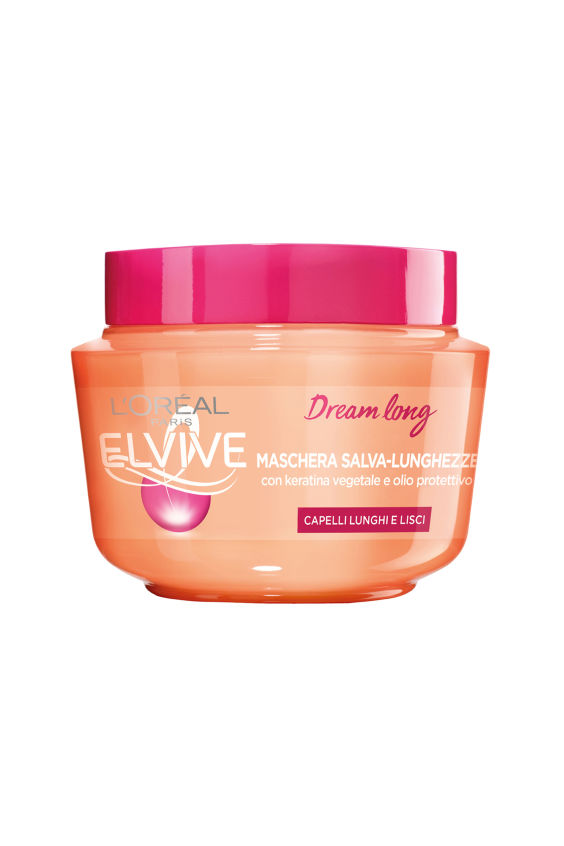 L'ORÉAL
PARIS
ELVIVE
Dream long
MASCHERA SALVA-LUNGHEZZE
con keratina vegetale e olio protettivo
CAPELLI LUNGHI E LISCI